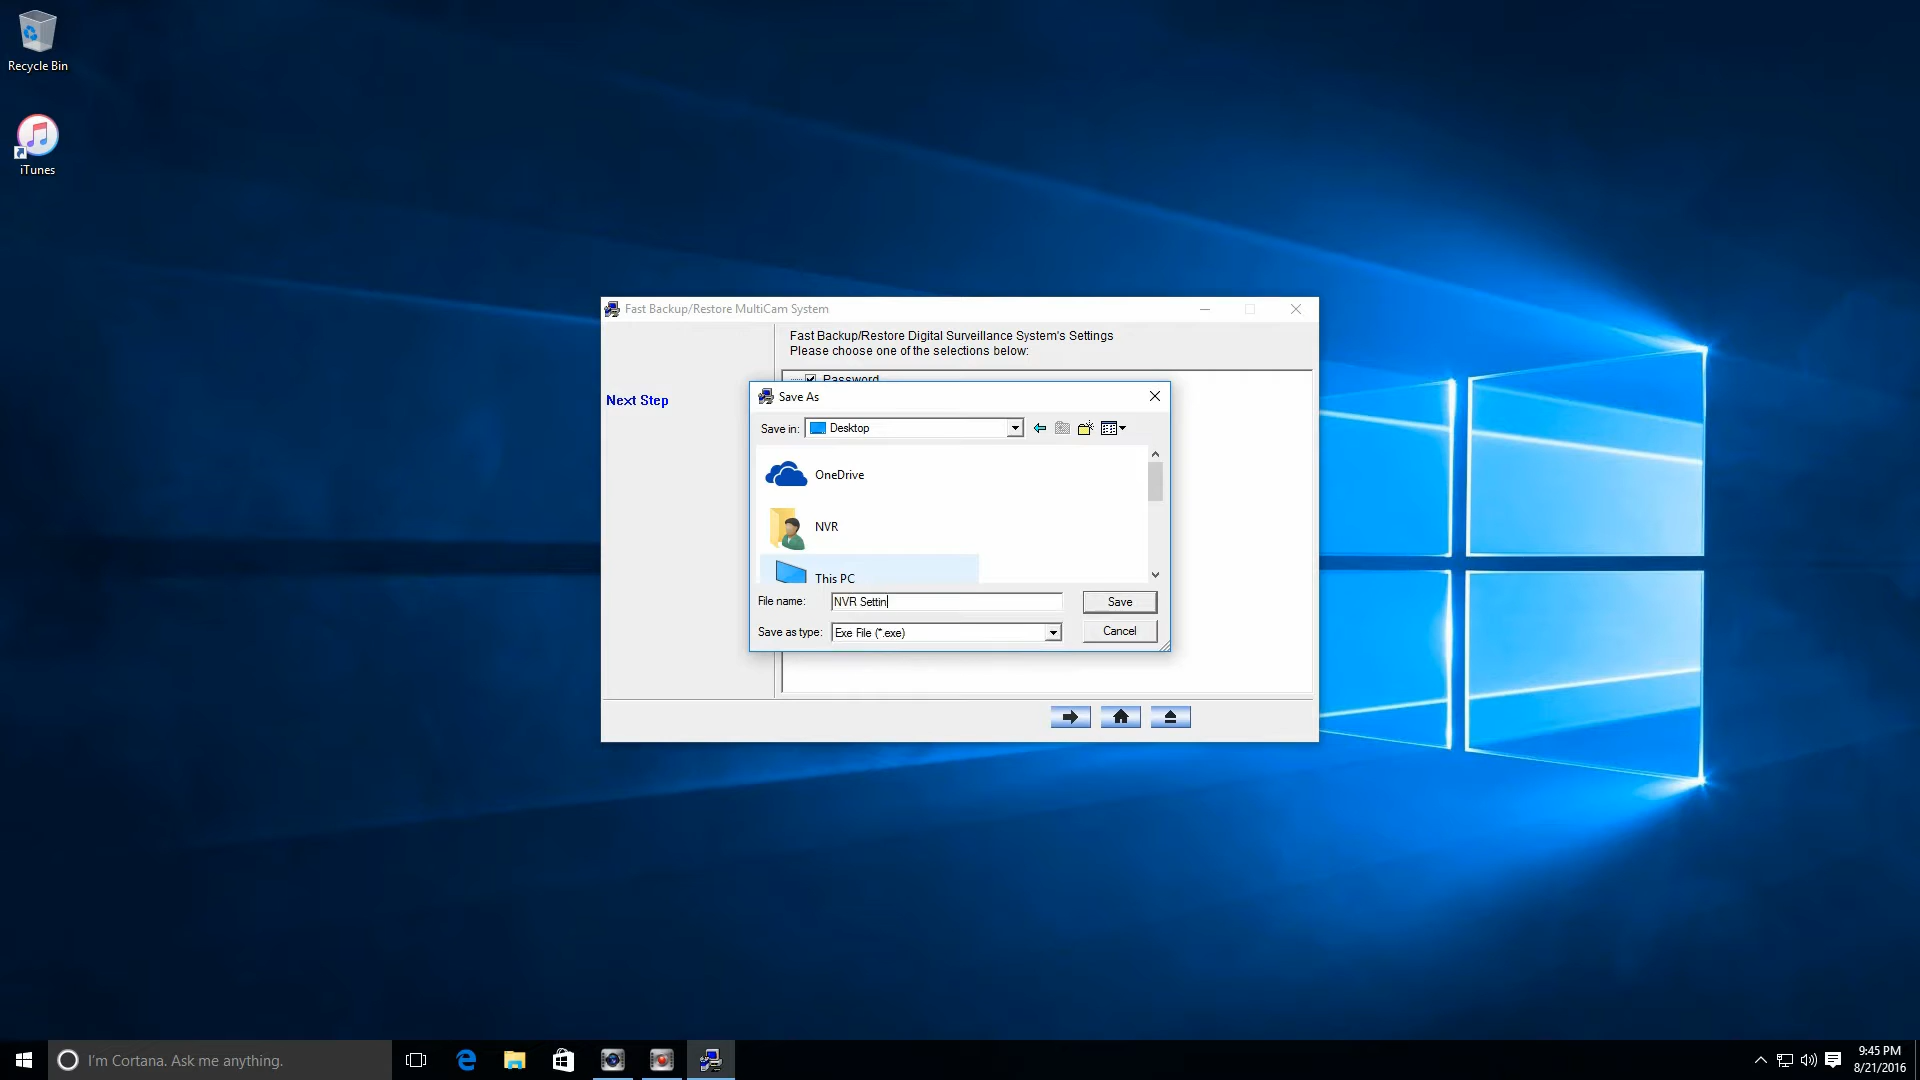 Recycle Bin
iTunes
Fast Backup/Restore MultiCam System
Fast Backup/Restore Digital Surveillance System's Settings
Please choose one of the selections below:
Next Step
Password
Save As
Save in:
Desktop
OneDrive
NVR
This PC
File name:
NVR Settin
Save
Save as type:
Exe File (*.exe)
Cancel
I'm Cortana. Ask me anything.
9:45 PM
8/21/2016